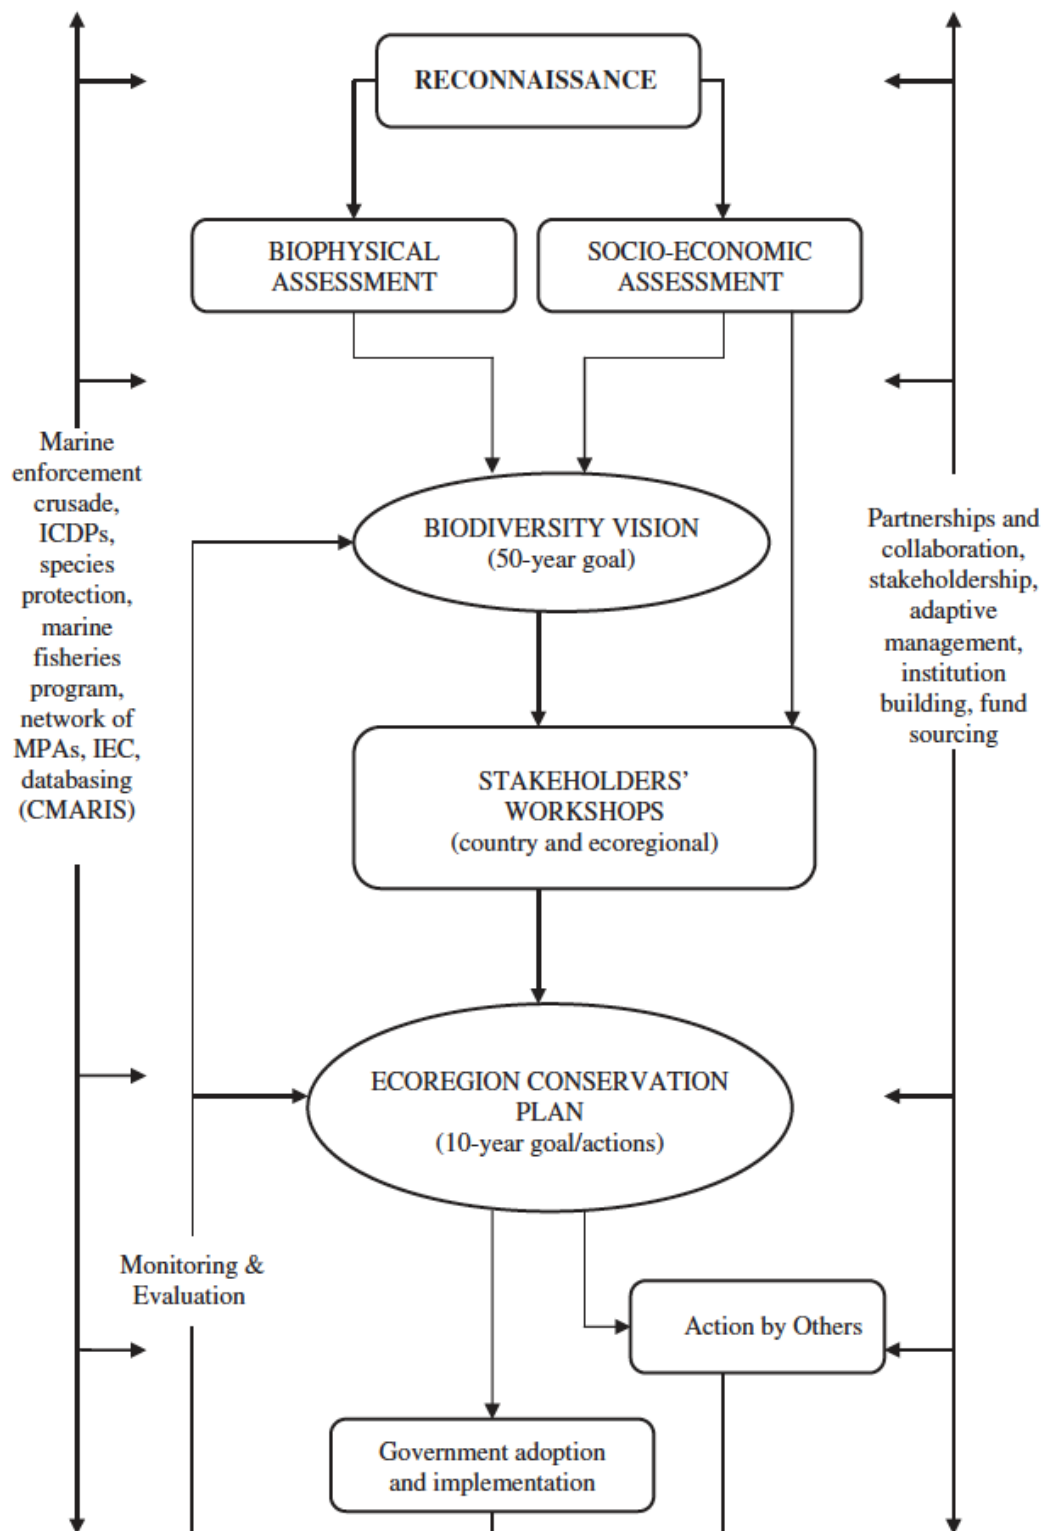 RECONNAISSANCE
BIOPHYSICAL
ASSESSMENT
SOCIO-ECONOMIC
ASSESSMENT
Marine
enforcement
crusade,
ICDPs,
species
protection,
marine
fisheries
program,
network of
MPAs, IEC,
databasing
(CMARIS)
BIODIVERSITY VISION
(50-year goal)
Partnerships and
collaboration,
stakeholdership,
adaptive
management,
institution
building, fund
sourcing
STAKEHOLDERS’
WORKSHOPS
(country and ecoregional)
ECOREGION CONSERVATION
PLAN
(10-year goal/actions)
Monitoring &
Evaluation
Action by Others
Government adoption
and implementation